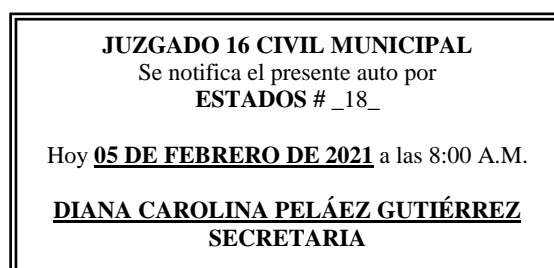 JUZGADO 16 CIVIL MUNICIPAL
Se notifica el presente auto por
ESTADOS # _18_
Hoy 05 DE FEBRERO DE 2021 a las 8:00 A.M.
DIANA CAROLINA PELÁEZ GUTIÉRREZ
SECRETARIA